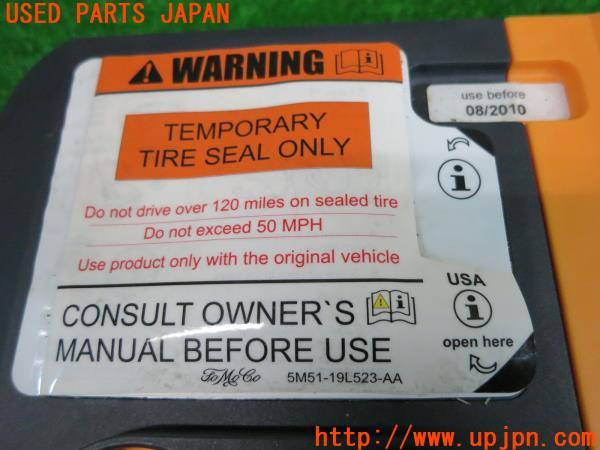 USED PARTS JAPAN
WARNING
use before
08/2010
TEMPORARY
TIRE SEAL ONLY
Do not drive over 120 miles on sealed tire
Do not exceed 50 MPH
Use product only with the original vehicle
USA
open here
CONSULT OWNER`S
MANUAL BEFORE USE
FoMoCo 5M51-19L523-AA
http://www.upjpn.com/